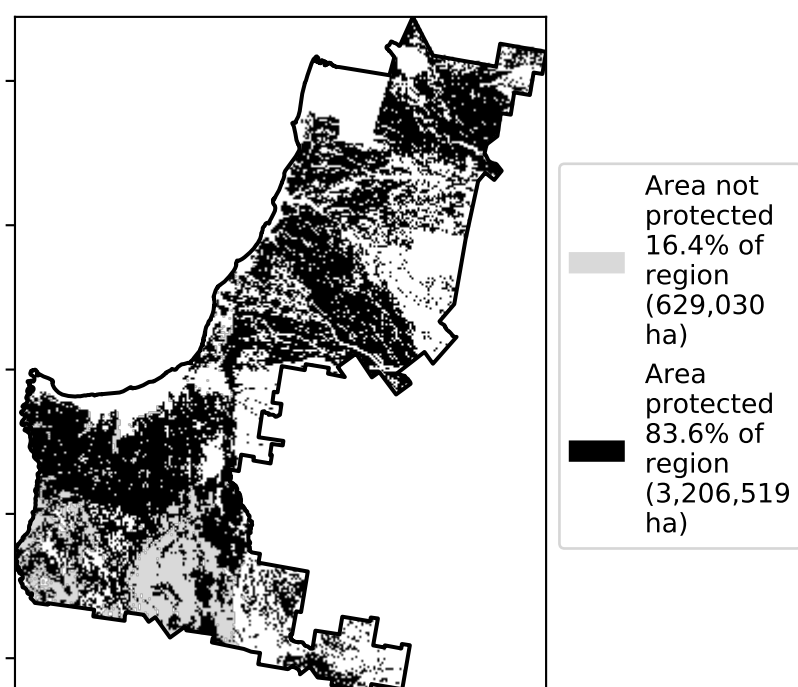 Area not
protected
16.4% of
region
(629,030
ha)
Area
protected
83.6% of
region
(3,206,519
ha)